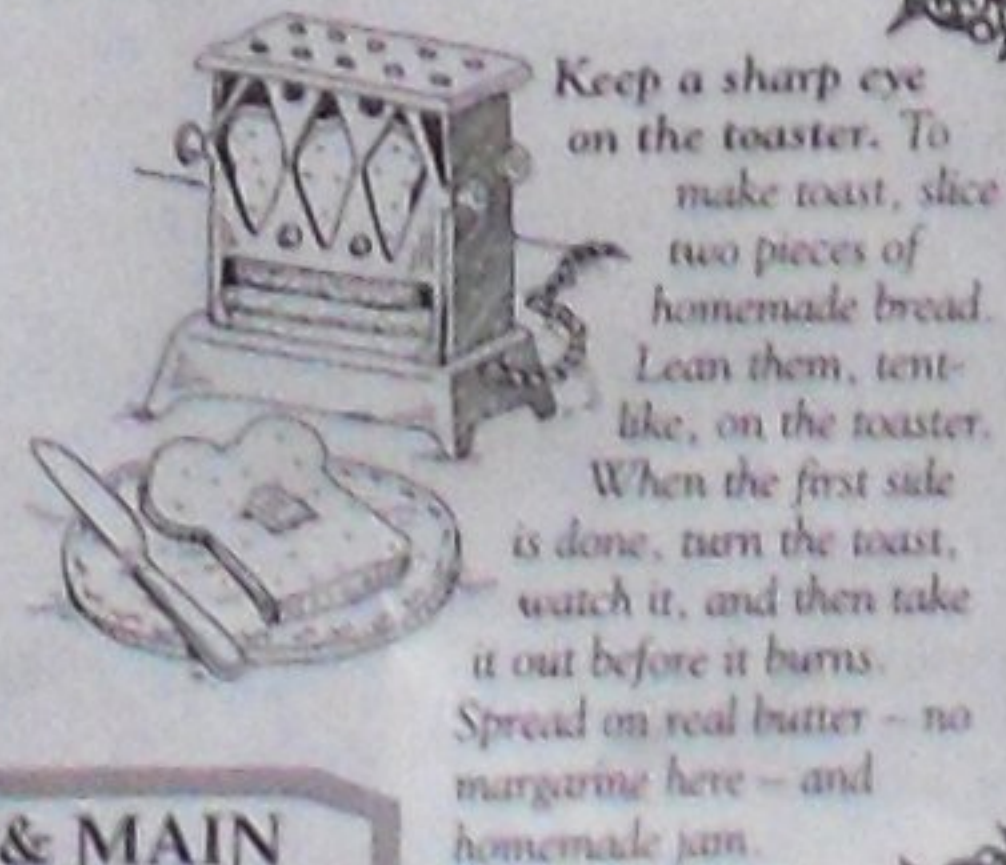 Keep a sharp eye
on the toaster. To
make toast, slice
two pieces of
homemade bread.
Lean them, tent-
like, on the toaster.
When the first side
is done, turn the toast,
watch it, and then take
it out before it burns.
Spread on real butter – no
margarine here – and
homemade jam.
& MAIN